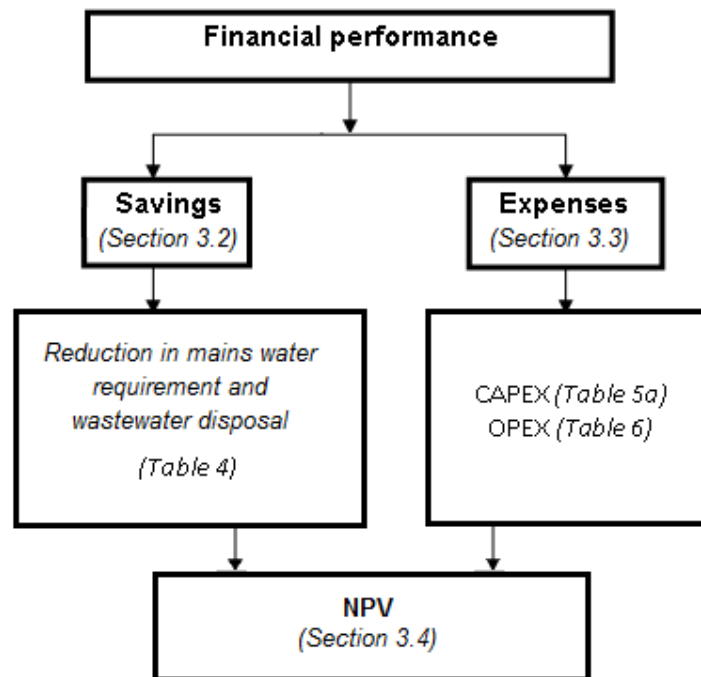 Financial performance
Savings
(Section 3.2)
Expenses
(Section 3.3)
Reduction in mains water
requirement and
wastewater disposal
(Table 4)
CAPEX (Table 5a)
OPEX (Table 6)
NPV
(Section 3.4)